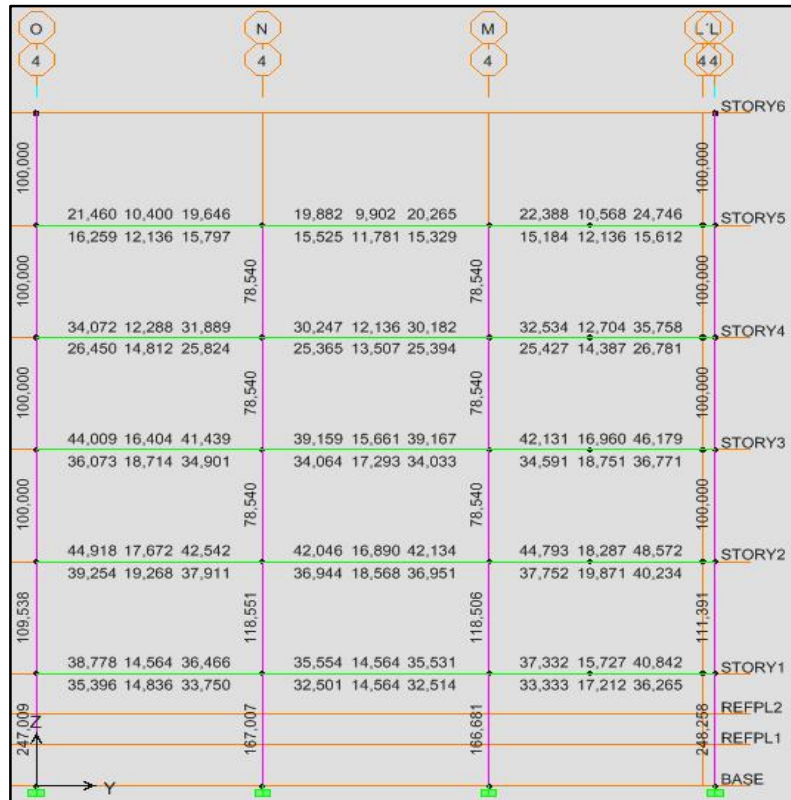 O N M L' L
4 4 4 4 4
STORY6
100,000 100,000
21,460 10,400 19,646 19,882 9,902 20,265 22,388 10,568 24,746
STORY5
16,259 12,136 15,797 15,525 11,781 15,329 15,184 12,136 15,612
100,000 78,540 78,540 100,000
34,072 12,288 31,889 30,247 12,136 30,182 32,534 12,704 35,758
STORY4
26,450 14,812 25,824 25,365 13,507 25,394 25,427 14,387 26,781
100,000 78,540 78,540 100,000
44,009 16,404 41,439 39,159 15,661 39,167 42,131 16,960 46,179
STORY3
36,073 18,714 34,901 34,064 17,293 34,033 34,591 18,751 36,771
100,000 78,540 78,540 100,000
44,918 17,672 42,542 42,046 16,890 42,134 44,793 18,287 48,572
STORY2
39,254 19,268 37,911 36,944 18,568 36,951 37,752 19,871 40,234
109,538 118,551 118,506 111,391
38,778 14,564 36,466 35,554 14,564 35,531 37,332 15,727 40,842
STORY1
35,396 14,836 33,750 32,501 14,564 32,514 33,333 17,212 36,265
REFPL2
247,009 167,007 166,681 248,258
Z
REFPL1
Y
BASE